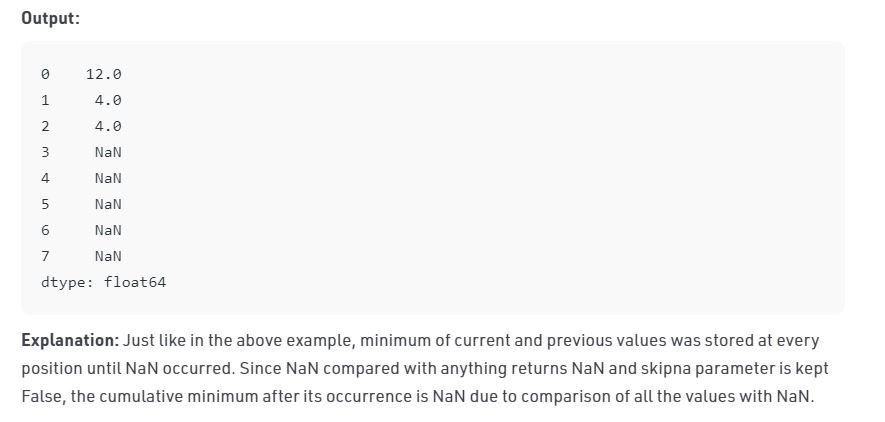 Output:
0    12.0
1     4.0
2     4.0
3     NaN
4     NaN
5     NaN
6     NaN
7     NaN
dtype: float64
Explanation: Just like in the above example, minimum of current and previous values was stored at every
position until NaN occurred. Since NaN compared with anything returns NaN and skipna parameter is kept
False, the cumulative minimum after its occurrence is NaN due to comparison of all the values with NaN.